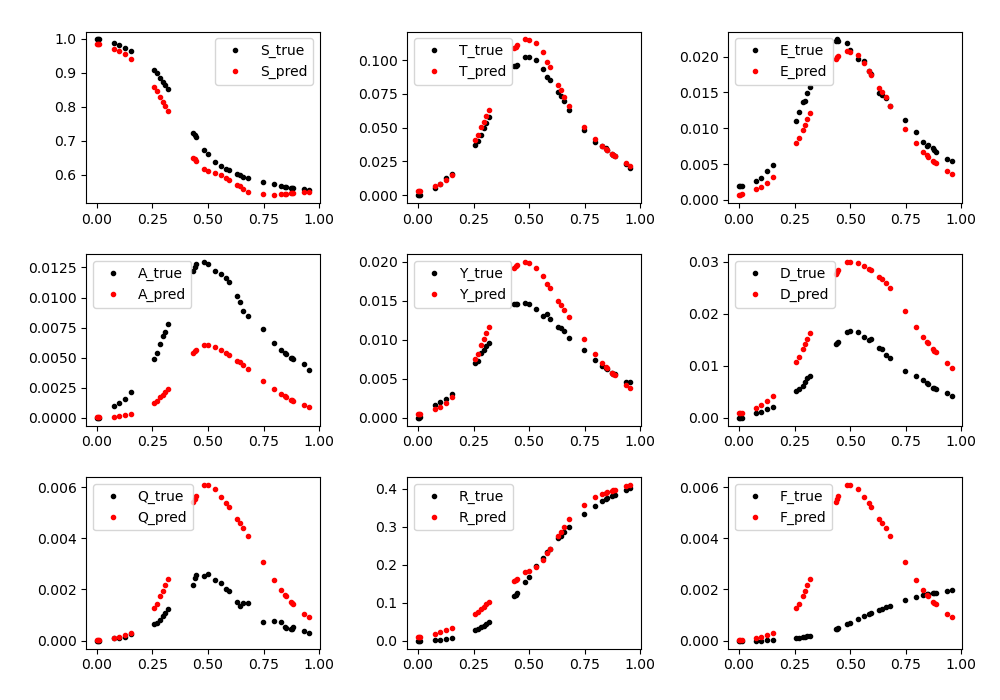 1.0
0.9
0.8
0.7
0.6
S_true
S_pred
0.00 0.25 0.50 0.75 1.00
0.100
0.075
0.050
0.025
0.000
T_true
T_pred
0.00 0.25 0.50 0.75 1.00
0.020
0.015
0.010
0.005
0.000
E_true
E_pred
0.00 0.25 0.50 0.75 1.00
0.0125
0.0100
0.0075
0.0050
0.0025
0.0000
A_true
A_pred
0.00 0.25 0.50 0.75 1.00
0.020
0.015
0.010
0.005
0.000
Y_true
Y_pred
0.00 0.25 0.50 0.75 1.00
0.03
0.02
0.01
0.00
D_true
D_pred
0.00 0.25 0.50 0.75 1.00
0.006
0.004
0.002
0.000
Q_true
Q_pred
0.00 0.25 0.50 0.75 1.00
0.4
0.3
0.2
0.1
0.0
R_true
R_pred
0.00 0.25 0.50 0.75 1.00
0.006
0.004
0.002
0.000
F_true
F_pred
0.00 0.25 0.50 0.75 1.00